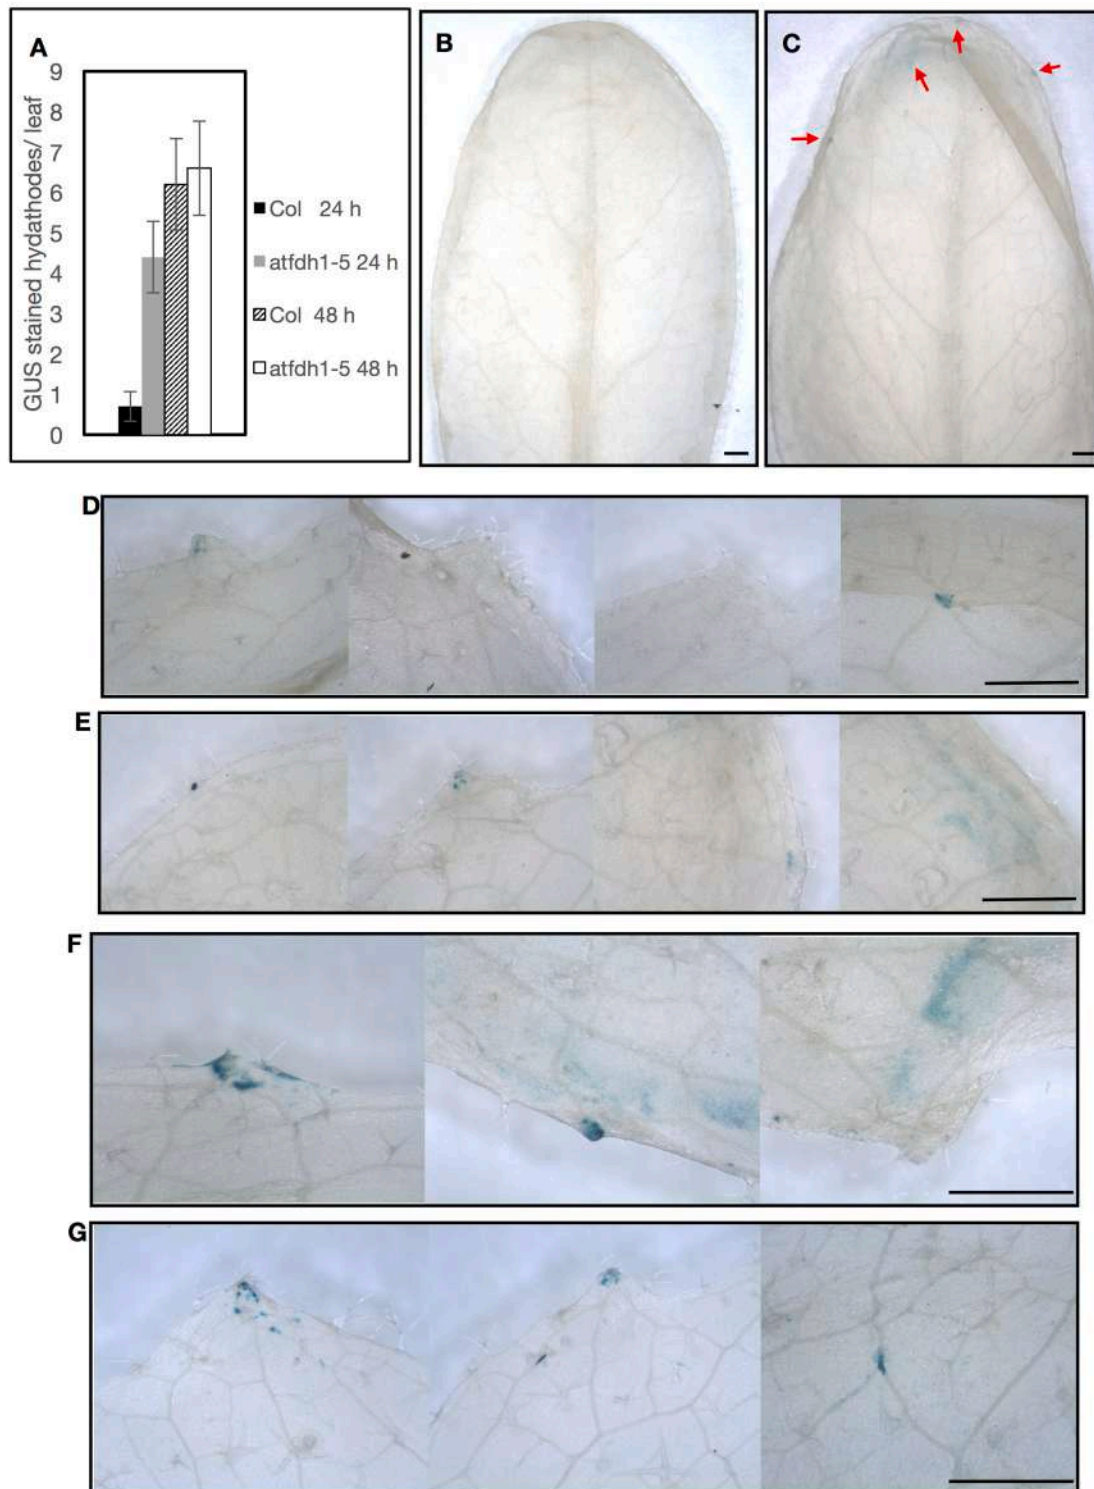 A
9
8
7
6
5
4
3
2
1
0
GUS stained hydathodes/ leaf
Col 24 h
atfdh1-5 24 h
Col 48 h
atfdh1-5 48 h
B
C
D
E
F
G